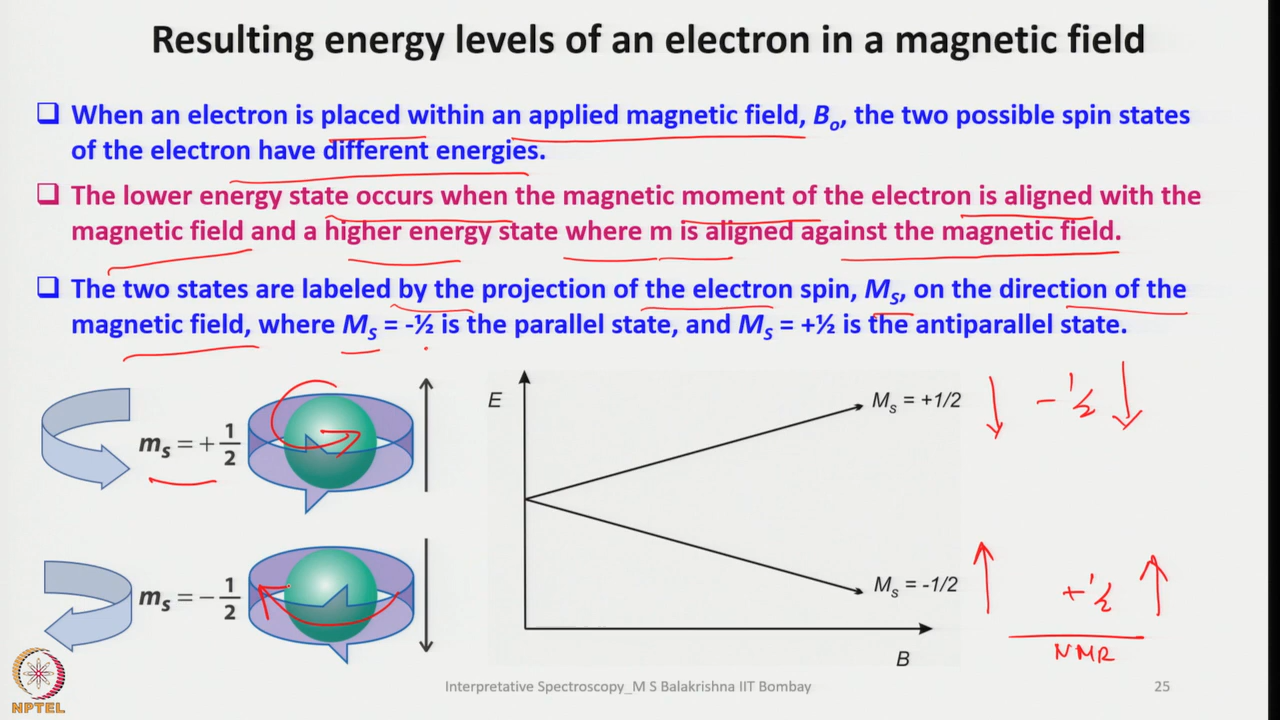 Resulting energy levels of an electron in a magnetic field
When an electron is placed within an applied magnetic field, Bo, the two possible spin states
of the electron have different energies.
The lower energy state occurs when the magnetic moment of the electron is aligned with the
magnetic field and a higher energy state where m is aligned against the magnetic field.
The two states are labeled by the projection of the electron spin, MS, on the direction of the
magnetic field, where MS = -½ is the parallel state, and MS = +½ is the antiparallel state.
ms = + 1/2
ms = − 1/2
E
Ms = +1/2
Ms = -1/2
B
- ½
+ ½
NMR
NPTEL
Interpretative Spectroscopy_M S Balakrishna IIT Bombay
25